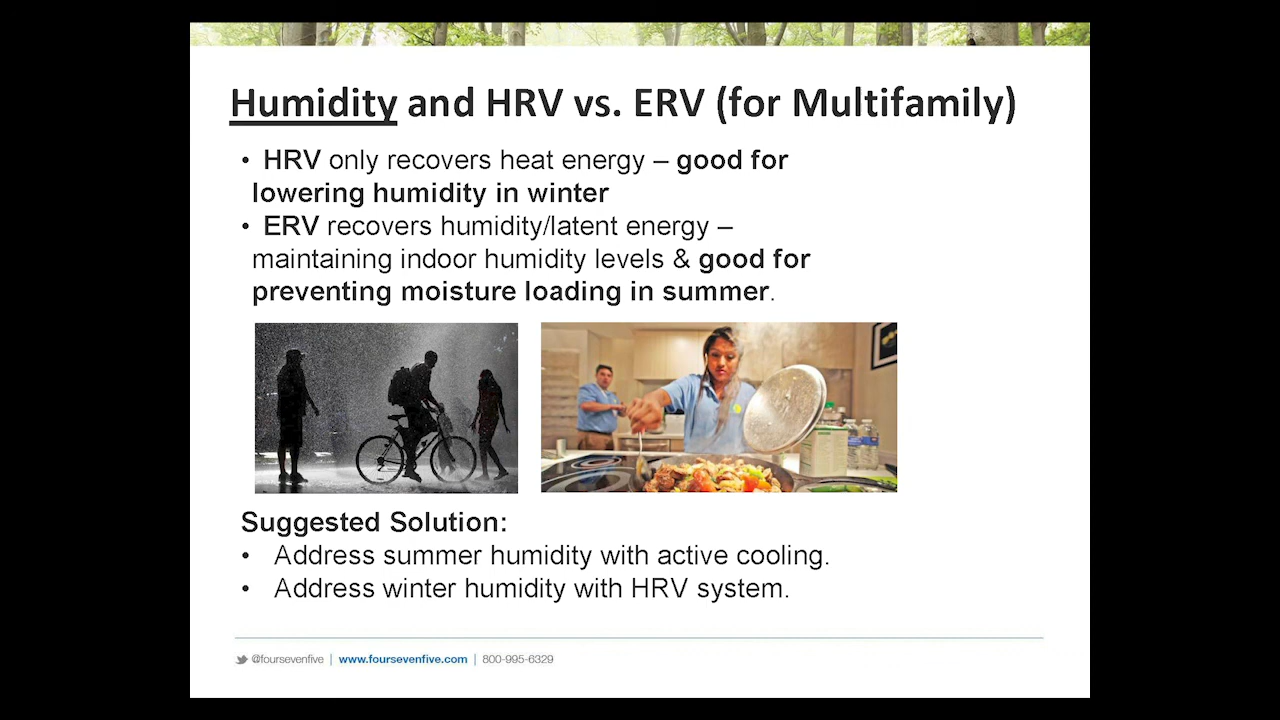 Humidity and HRV vs. ERV (for Multifamily)
• HRV only recovers heat energy – good for
lowering humidity in winter
• ERV recovers humidity/latent energy –
maintaining indoor humidity levels & good for
preventing moisture loading in summer.
Suggested Solution:
• Address summer humidity with active cooling.
• Address winter humidity with HRV system.
@foursevenfive | www.foursevenfive.com | 800-995-6329